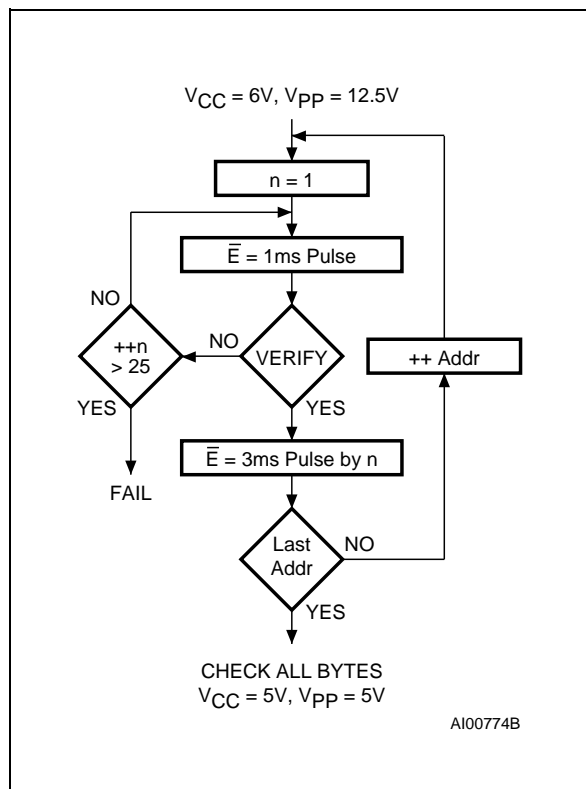 VCC = 6V, VPP = 12.5V
n = 1
E̅ = 1ms Pulse
NO
++n
> 25
NO
VERIFY
++ Addr
YES
YES
E̅ = 3ms Pulse by n
FAIL
Last
Addr
NO
YES
CHECK ALL BYTES
VCC = 5V, VPP = 5V
AI00774B